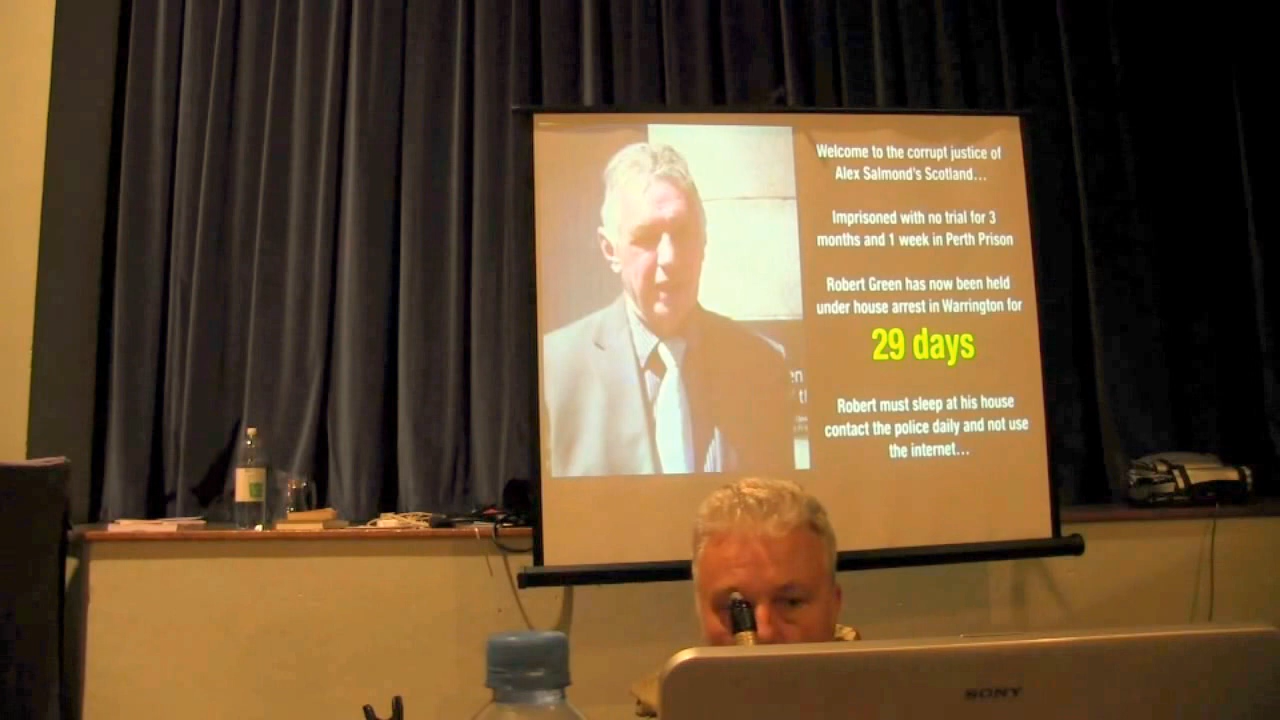 Welcome to the corrupt justice of
Alex Salmond's Scotland...
Imprisoned with no trial for 3
months and 1 week in Perth Prison
Robert Green has now been held
under house arrest in Warrington for
29 days
Robert must sleep at his house
contact the police daily and not use
the internet...
SONY